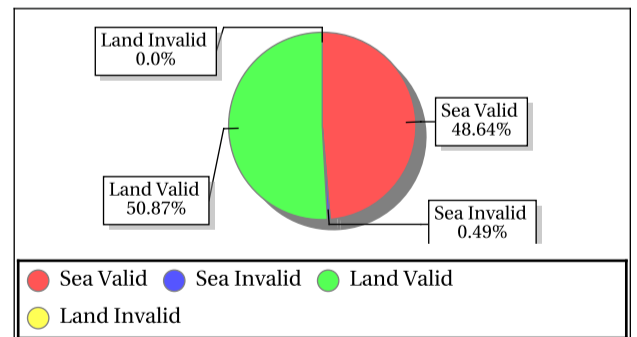 Land Invalid
0.0%
Sea Valid
48.64%
Land Valid
50.87%
Sea Invalid
0.49%
Sea Valid Sea Invalid Land Valid
Land Invalid